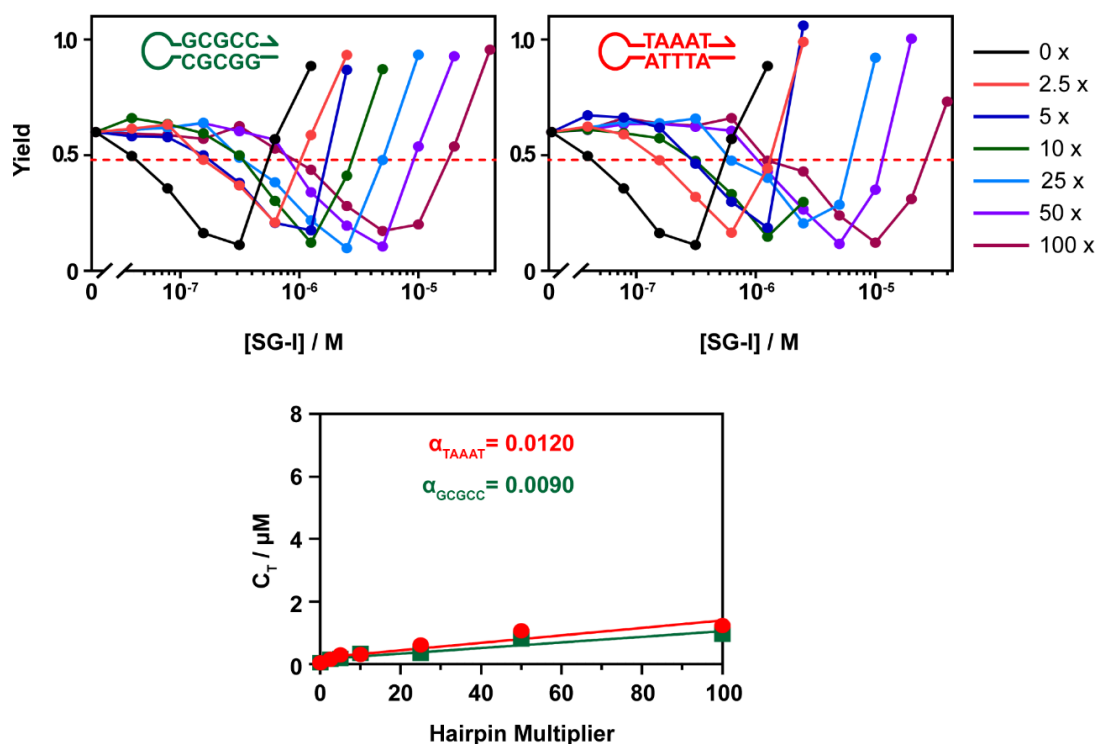 GCGCC
CGCGG
TAAAT
ATTTA
Yield
1.0
0.5
0
0
10-7
10-6
10-5
[SG-I] / M
1.0
0.5
0
0
10-7
10-6
10-5
[SG-I] / M
0 x
2.5 x
5 x
10 x
25 x
50 x
100 x
αTAAAT= 0.0120
αGCGCC= 0.0090
CT / µM
8
6
4
2
0
0
20
40
60
80
100
Hairpin Multiplier